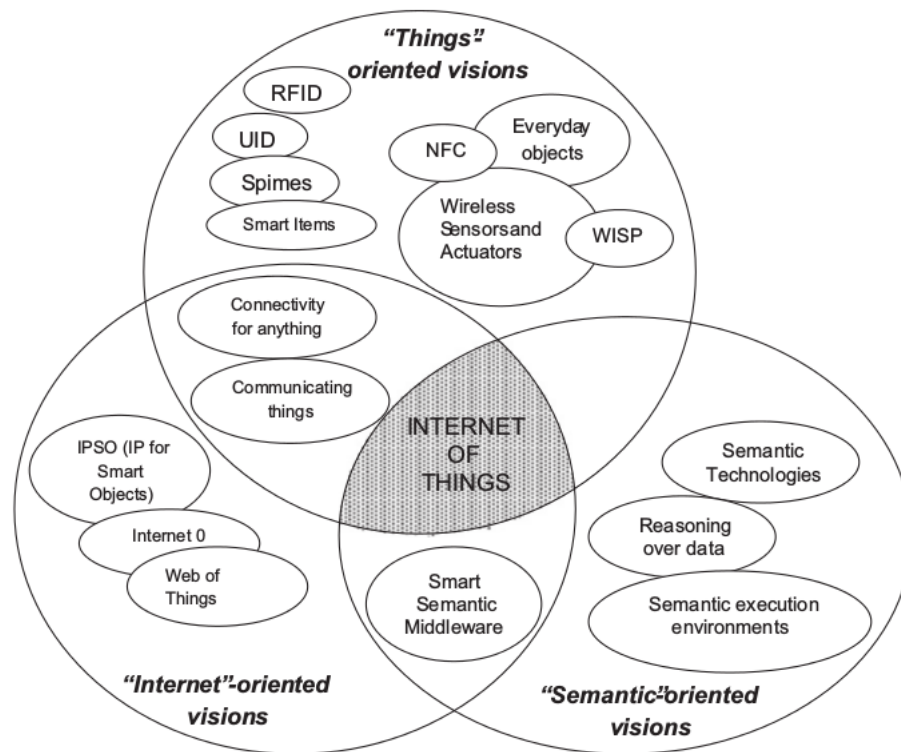 “Things”-
oriented visions
RFID
UID
Spimes
Smart Items
Everyday
objects
NFC
Wireless
Sensorsand
Actuators
WISP
Connectivity
for anything
Communicating
things
INTERNET
OF
THINGS
IPSO (IP for
Smart
Objects)
Internet 0
Web of
Things
Semantic
Technologies
Reasoning
over data
Semantic execution
environments
Smart
Semantic
Middleware
“Internet”-oriented
visions
“Semantic”-oriented
visions